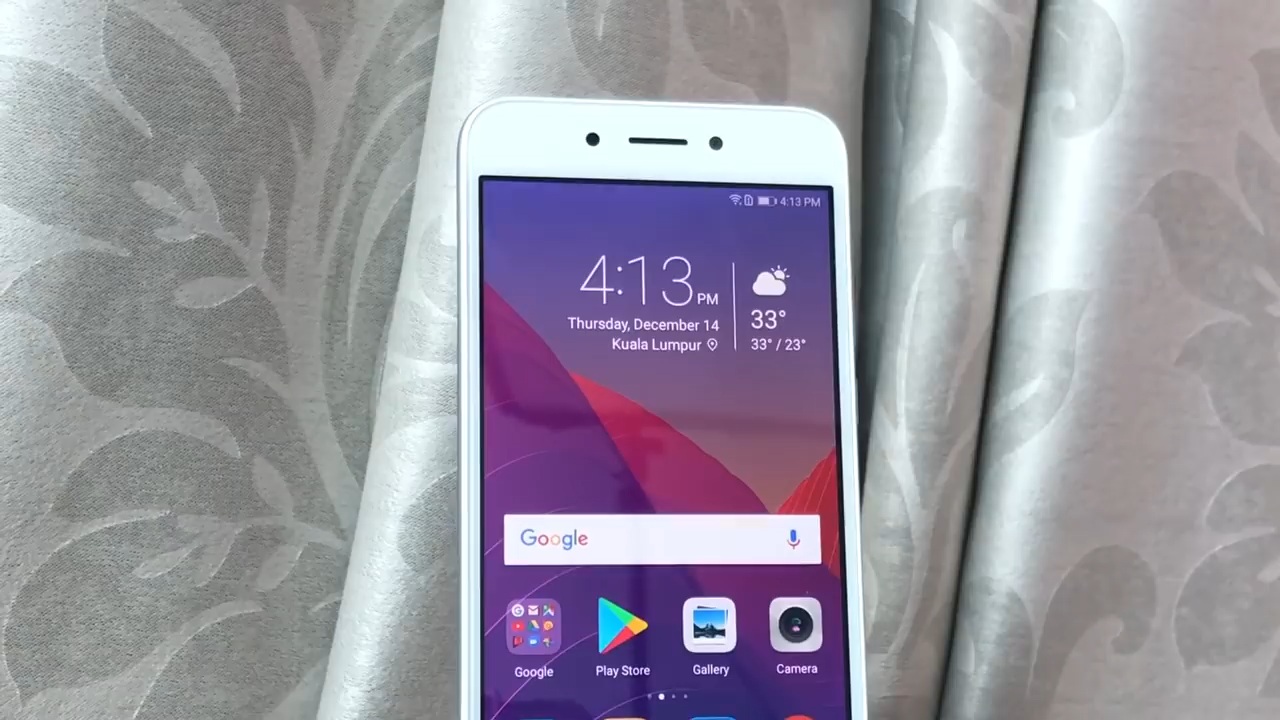 4:13 PM
4:13 PM
Thursday, December 14
Kuala Lumpur
33°
33° / 23°
Google
Google
Play Store
Gallery
Camera